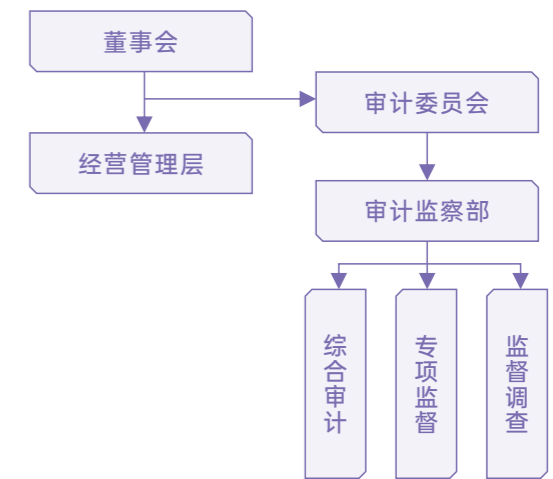 董事会
审计委员会
经营管理层
审计监察部
综合审计
专项监督
监督调查